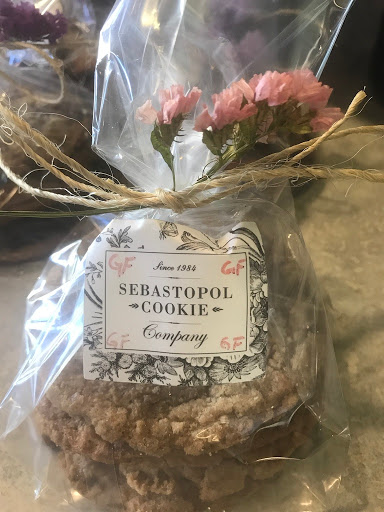 GF GF
Since 1984
SEBASTOPOL
COOKIE
Company
GF GF